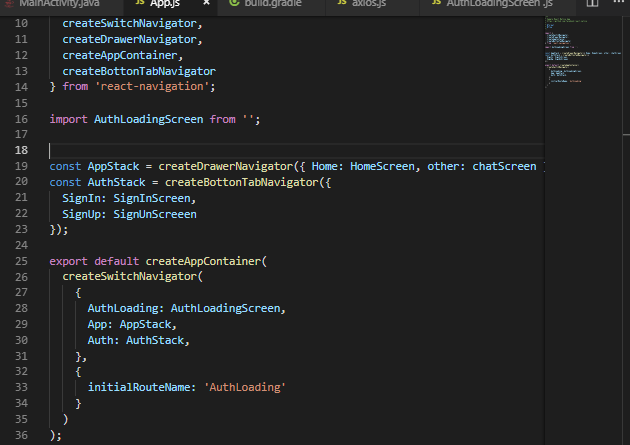 MainActivity.java JS App.js × build.gradle JS axios.js JS AuthLoadingScreen .js
10 createSwitchNavigator,
11 createDrawerNavigator,
12 createAppContainer,
13 createBottonTabNavigator
14 } from 'react-navigation';
15
16 import AuthLoadingScreen from '';
17
18
19 const AppStack = createDrawerNavigator({ Home: HomeScreen, other: chatScreen }
20 const AuthStack = createBottonTabNavigator({
21 SignIn: SignInScreen,
22 SignUp: SignUnScreeen
23 });
24
25 export default createAppContainer(
26 createSwitchNavigator(
27 {
28 AuthLoading: AuthLoadingScreen,
29 App: AppStack,
30 Auth: AuthStack,
31 },
32 {
33 initialRouteName: 'AuthLoading'
34 }
35 )
36 );